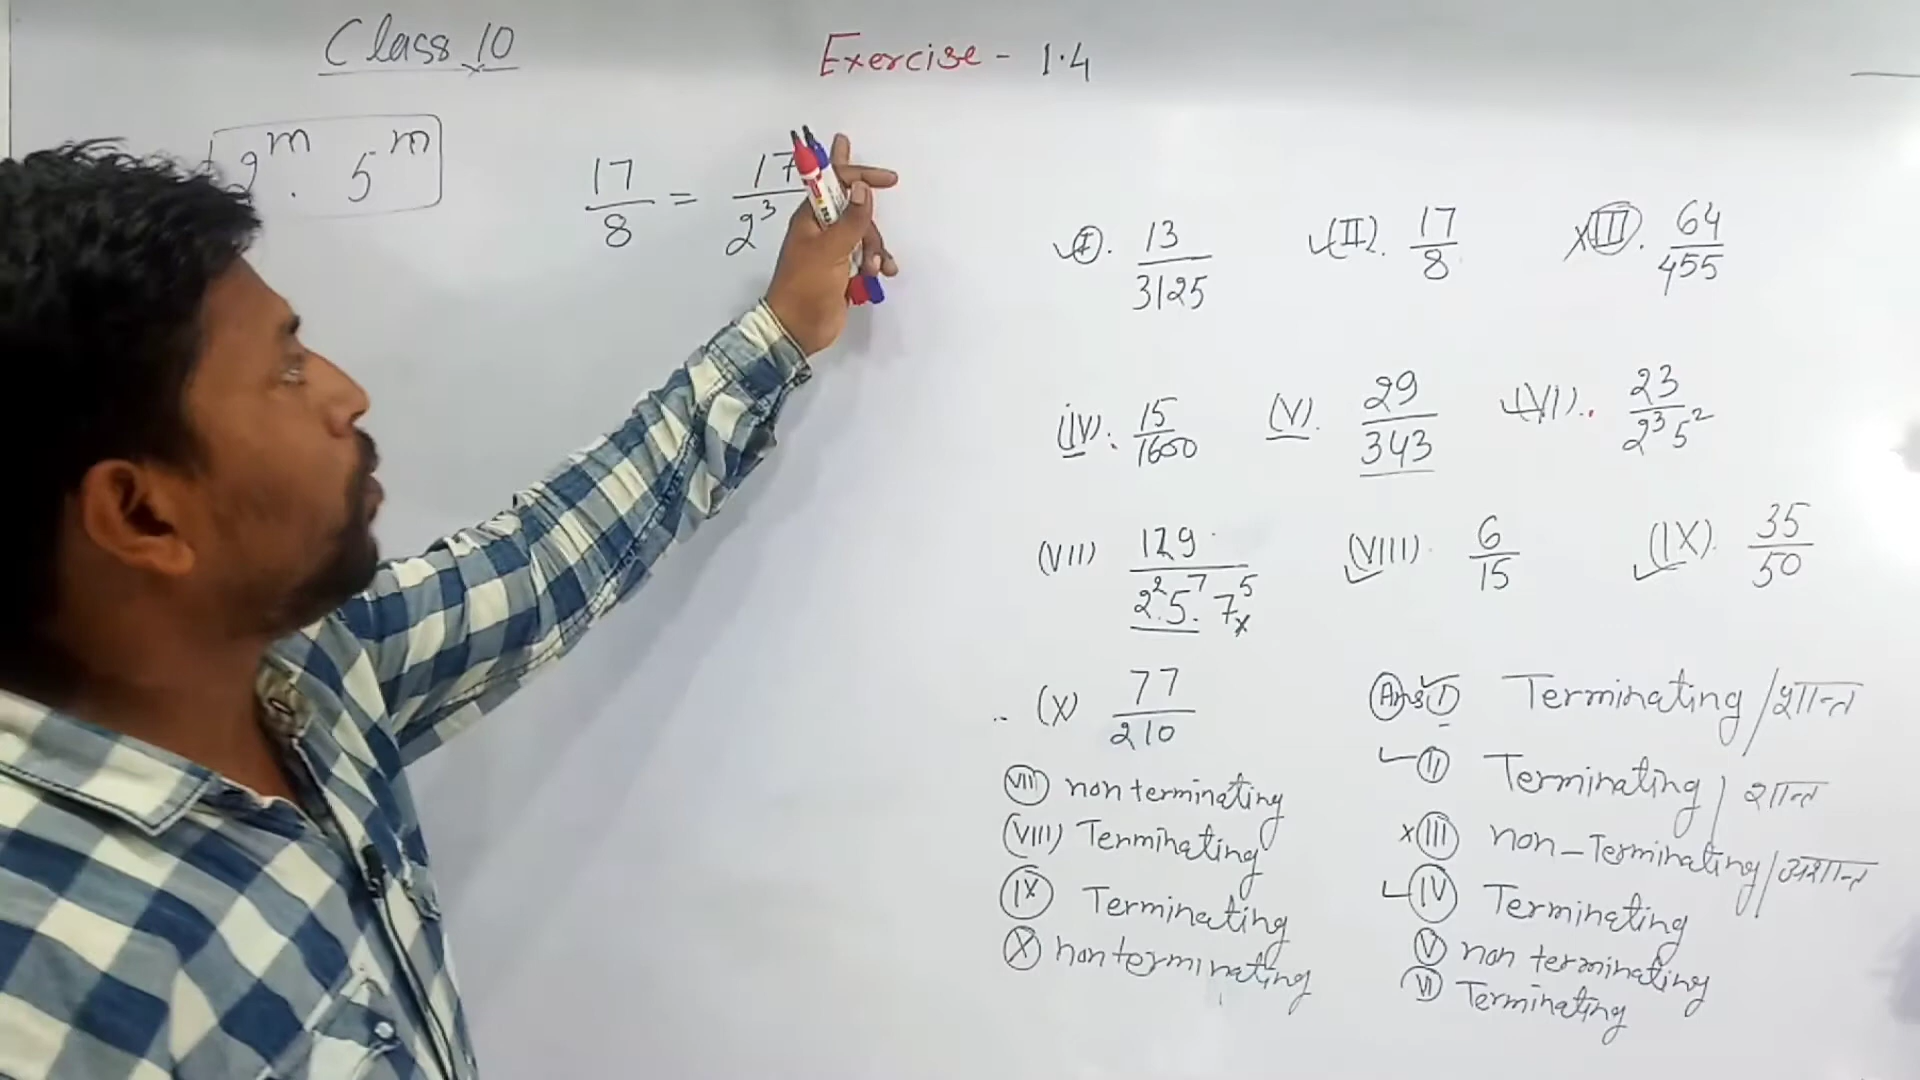 Class 10
Exercise - 1.4
2^m . 5^m
17/8 = 17/2^3
(I). 13/3125 (II). 17/8 (III). 64/455
(IV). 15/1600 (V). 29/343 (VI). 23/2^3 5^2
(VII) 129/2^2.5^7.7^5 (VIII) 6/15 (IX). 35/50
(X) 77/210
Ans (I) Terminating / शान्त
(II) Terminating / शान्त
(III) non-Terminating / अशान्त
(IV) Terminating
(V) non terminating
(VI) Terminating
(VII) non terminating
(VIII) Terminating
(IX) Terminating
(X) non terminating